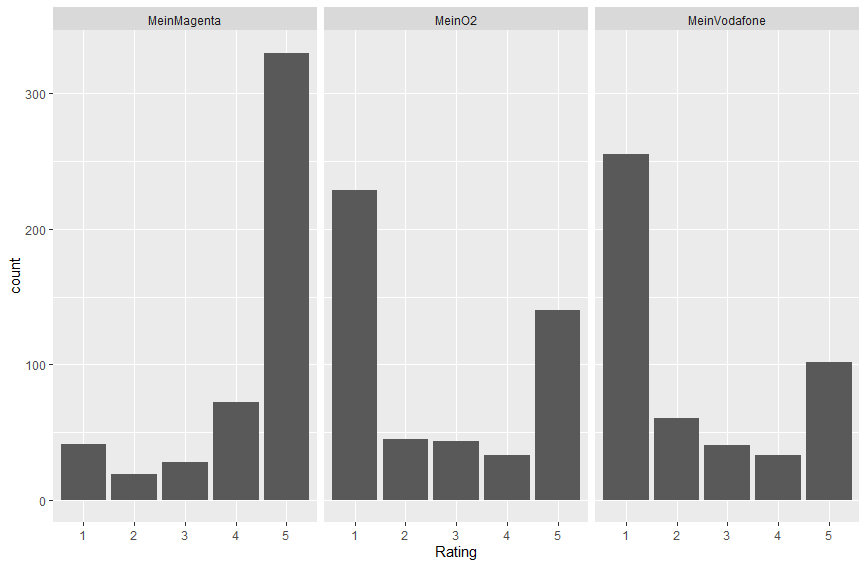 MeinMagenta MeinO2 MeinVodafone
300
200
100
0
1 2 3 4 5 1 2 3 4 5 1 2 3 4 5
count
Rating